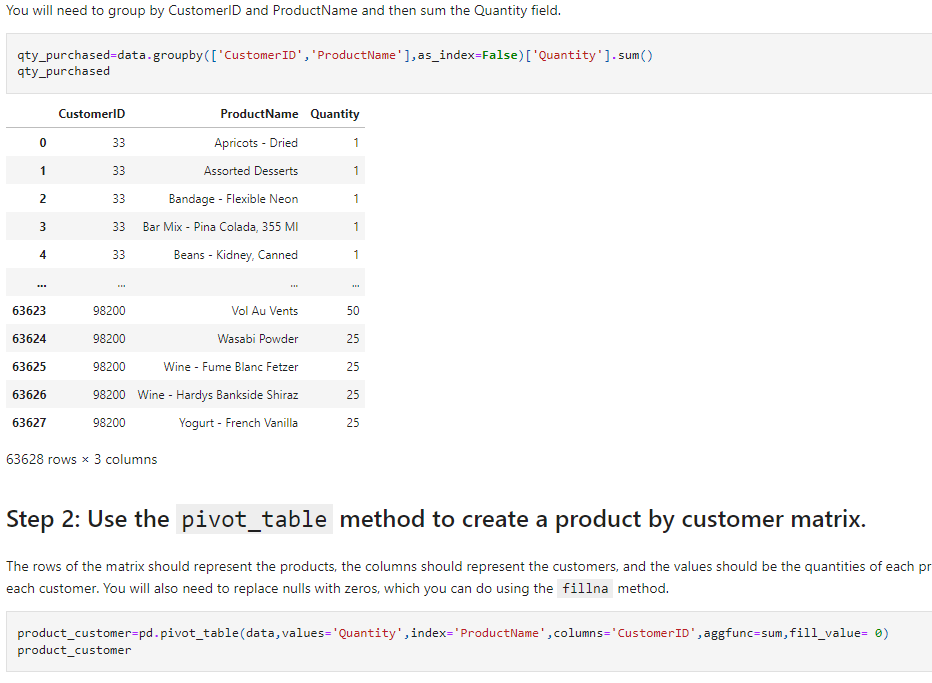 You will need to group by CustomerID and ProductName and then sum the Quantity field.
qty_purchased=data.groupby(['CustomerID','ProductName'],as_index=False)['Quantity'].sum()
qty_purchased
CustomerID ProductName Quantity
0 33 Apricots - Dried 1
1 33 Assorted Desserts 1
2 33 Bandage - Flexible Neon 1
3 33 Bar Mix - Pina Colada, 355 Ml 1
4 33 Beans - Kidney, Canned 1
... ... ... ...
63623 98200 Vol Au Vents 50
63624 98200 Wasabi Powder 25
63625 98200 Wine - Fume Blanc Fetzer 25
63626 98200 Wine - Hardys Bankside Shiraz 25
63627 98200 Yogurt - French Vanilla 25
63628 rows × 3 columns
Step 2: Use the pivot_table method to create a product by customer matrix.
The rows of the matrix should represent the products, the columns should represent the customers, and the values should be the quantities of each pr
each customer. You will also need to replace nulls with zeros, which you can do using the fillna method.
product_customer=pd.pivot_table(data,values='Quantity',index='ProductName',columns='CustomerID',aggfunc=sum,fill_value= 0)
product_customer